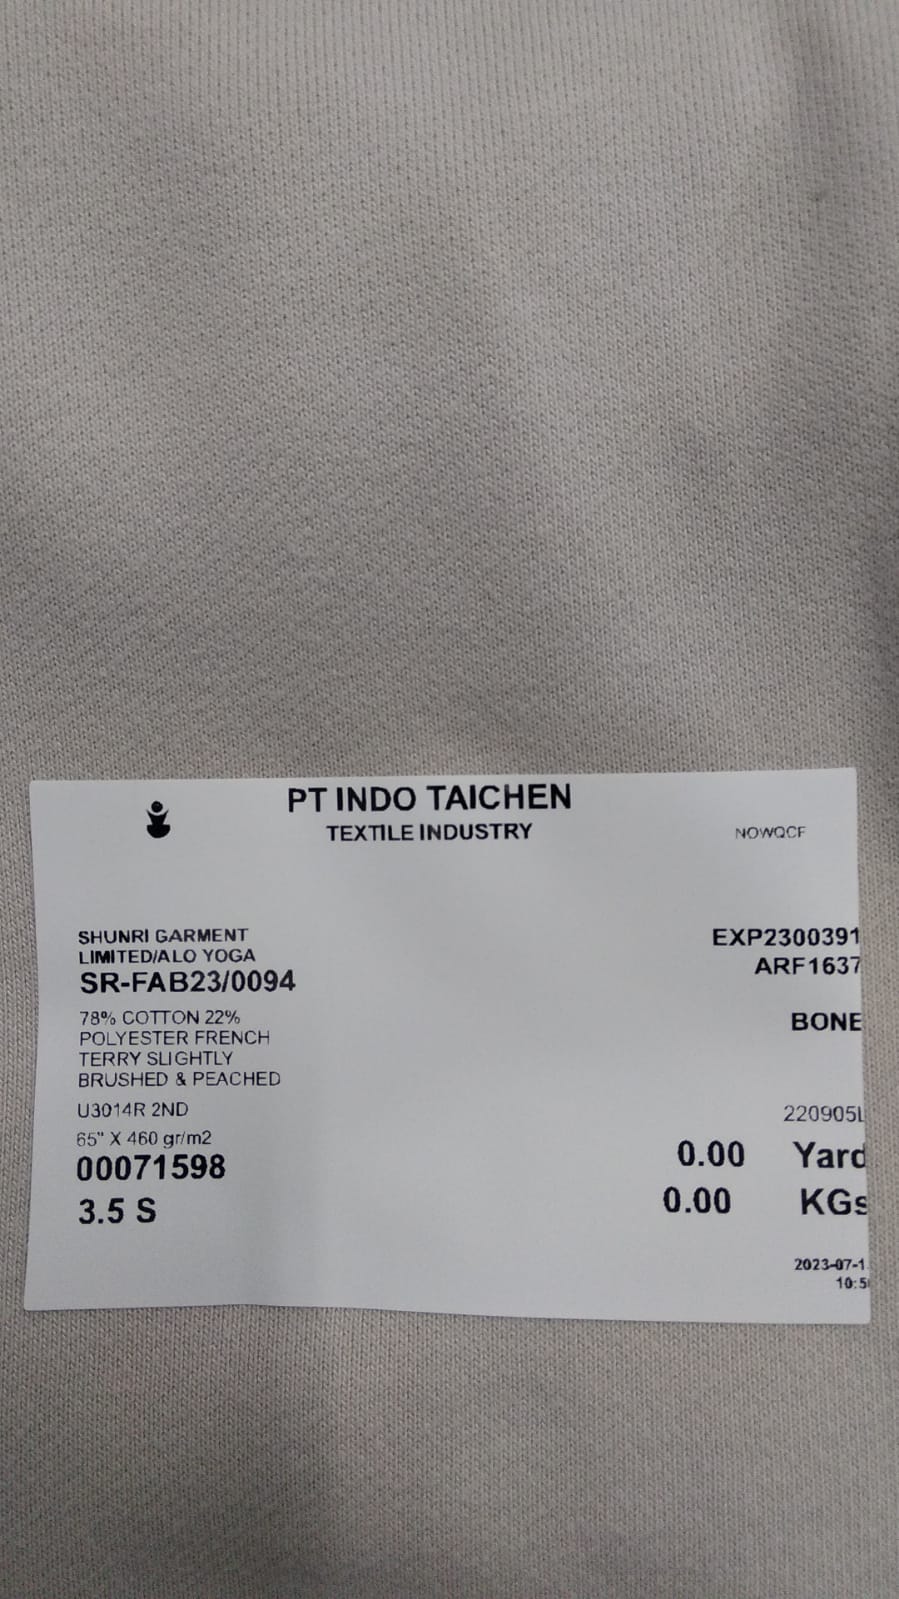 PT INDO TAICHEN
TEXTILE INDUSTRY
NOWQCF
SHUNRI GARMENT
LIMITED/ALO YOGA
SR-FAB23/0094
78% COTTON 22%
POLYESTER FRENCH
TERRY SLIGHTLY
BRUSHED & PEACHED
U3014R 2ND
65" X 460 gr/m2
00071598
3.5 S
EXP2300391
ARF1637
BONE
220905L
0.00 Yard
0.00 KGs
2023-07-1
10:5